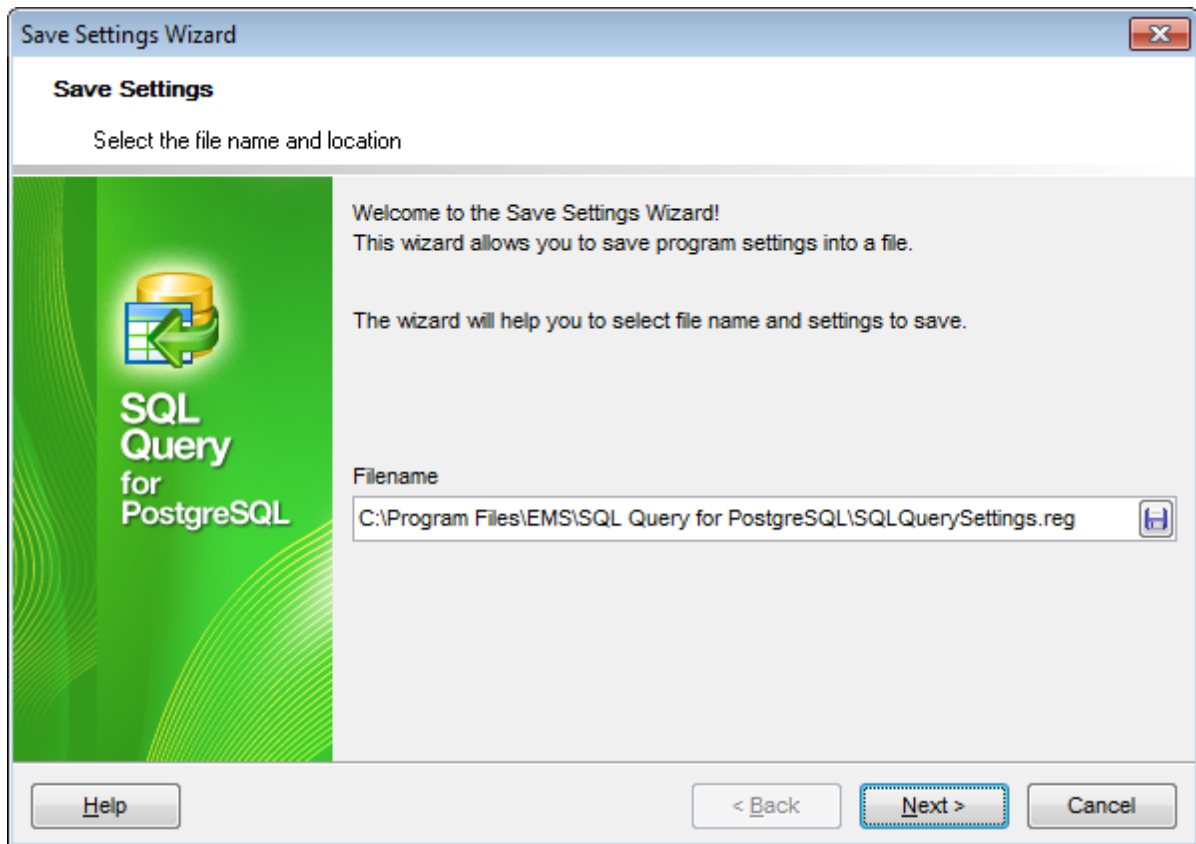 Save Settings Wizard
Save Settings
Select the file name and location
Welcome to the Save Settings Wizard!
This wizard allows you to save program settings into a file.
The wizard will help you to select file name and settings to save.
SQL
Query
for
PostgreSQL
Filename
C:\Program Files\EMS\SQL Query for PostgreSQL\SQLQuerySettings.reg
Help
< Back
Next >
Cancel